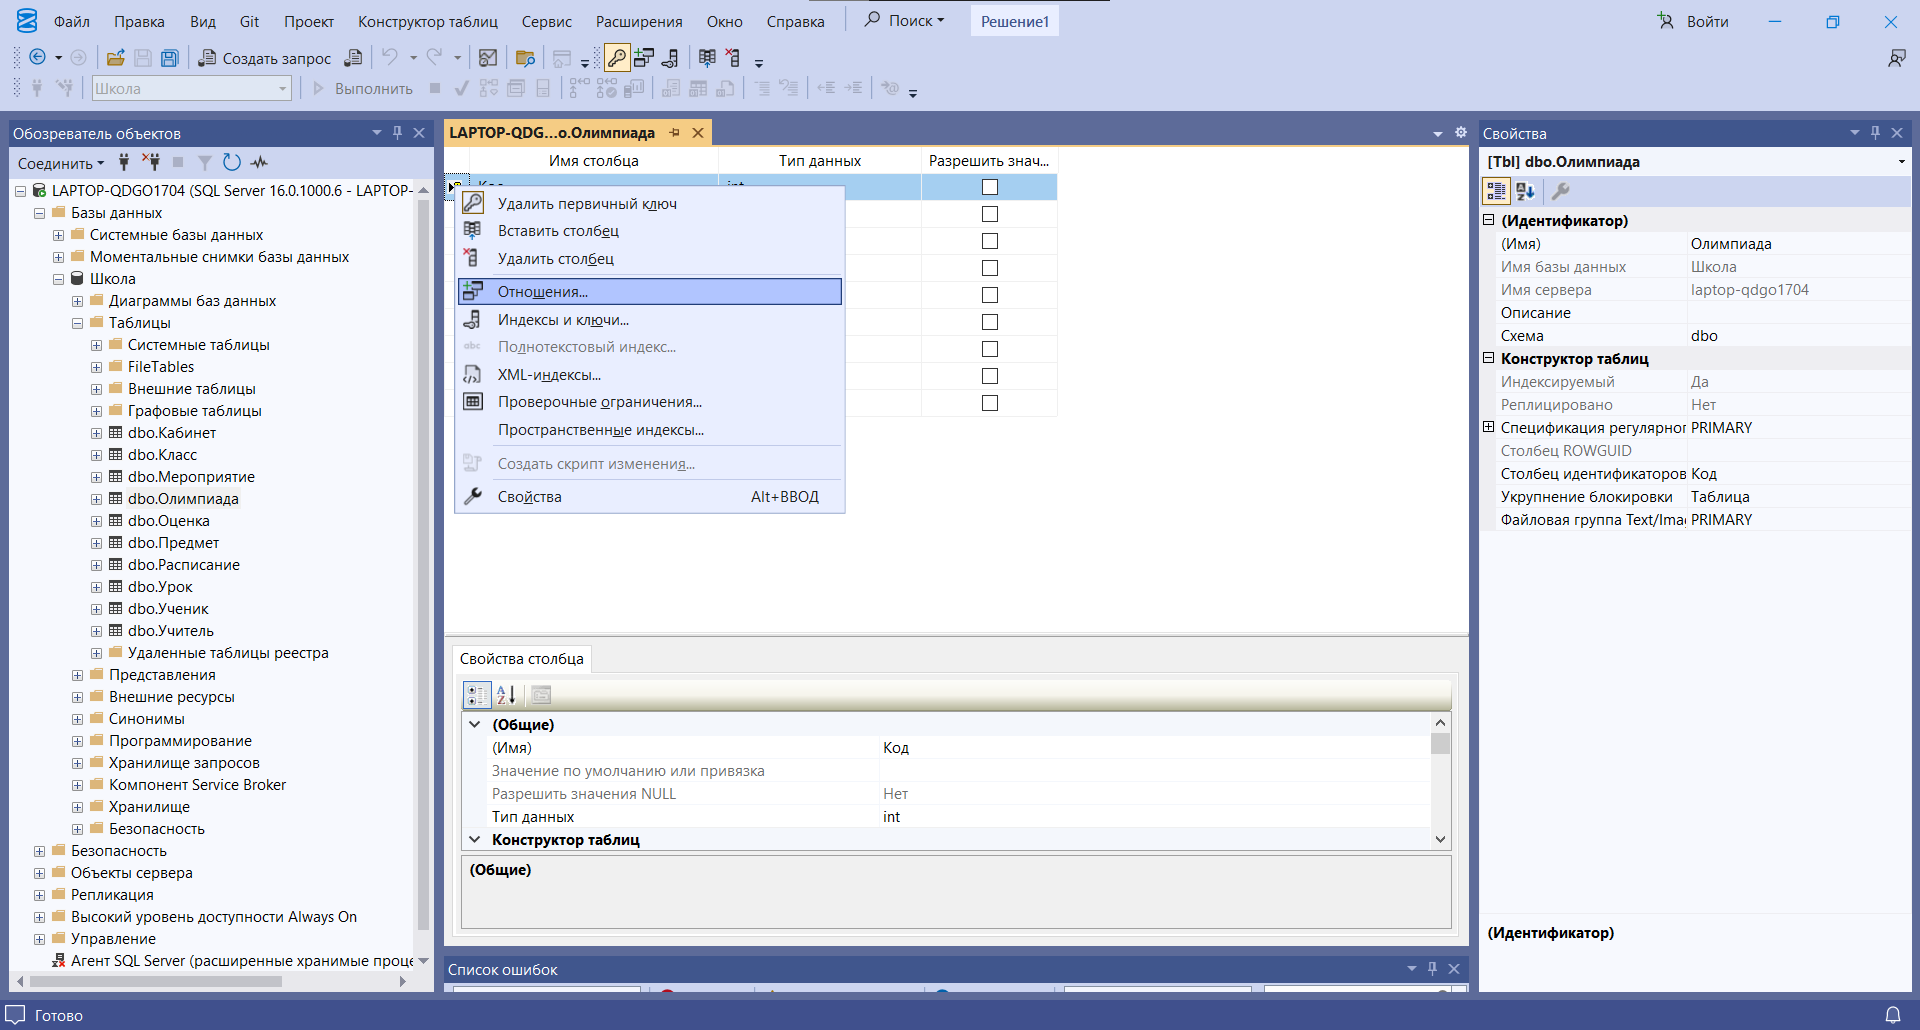 Файл Правка Вид Git Проект Конструктор таблиц Сервис Расширения Окно Справка Поиск Решение1 Войти
Создать запрос
Школа Выполнить
Обозреватель объектов
Соединить
LAPTOP-QDGO1704 (SQL Server 16.0.1000.6 - LAPTOP-
Базы данных
Системные базы данных
Моментальные снимки базы данных
Школа
Диаграммы баз данных
Таблицы
Системные таблицы
FileTables
Внешние таблицы
Графовые таблицы
dbo.Кабинет
dbo.Класс
dbo.Мероприятие
dbo.Олимпиада
dbo.Оценка
dbo.Предмет
dbo.Расписание
dbo.Урок
dbo.Ученик
dbo.Учитель
Удаленные таблицы реестра
Представления
Внешние ресурсы
Синонимы
Программирование
Хранилище запросов
Компонент Service Broker
Хранилище
Безопасность
Безопасность
Объекты сервера
Репликация
Высокий уровень доступности Always On
Управление
Агент SQL Server (расширенные хранимые проце
LAPTOP-QDG...о.Олимпиада
Имя столбца Тип данных Разрешить знач...
Удалить первичный ключ
Вставить столбец
Удалить столбец
Отношения...
Индексы и ключи...
abc Полнотекстовый индекс...
XML-индексы...
Проверочные ограничения...
Пространственные индексы...
Создать скрипт изменения...
Свойства Alt+ВВОД
Свойства столбца
(Общие)
(Имя) Код
Значение по умолчанию или привязка
Разрешить значения NULL Нет
Тип данных int
Конструктор таблиц
(Общие)
Список ошибок
Свойства
[Tbl] dbo.Олимпиада
(Идентификатор)
(Имя) Олимпиада
Имя базы данных Школа
Имя сервера laptop-qdgo1704
Описание
Схема dbo
Конструктор таблиц
Индексируемый Да
Реплицировано Нет
Спецификация регулярног PRIMARY
Столбец ROWGUID
Столбец идентификаторов Код
Укрупнение блокировки Таблица
Файловая группа Text/Imag PRIMARY
(Идентификатор)
Готово